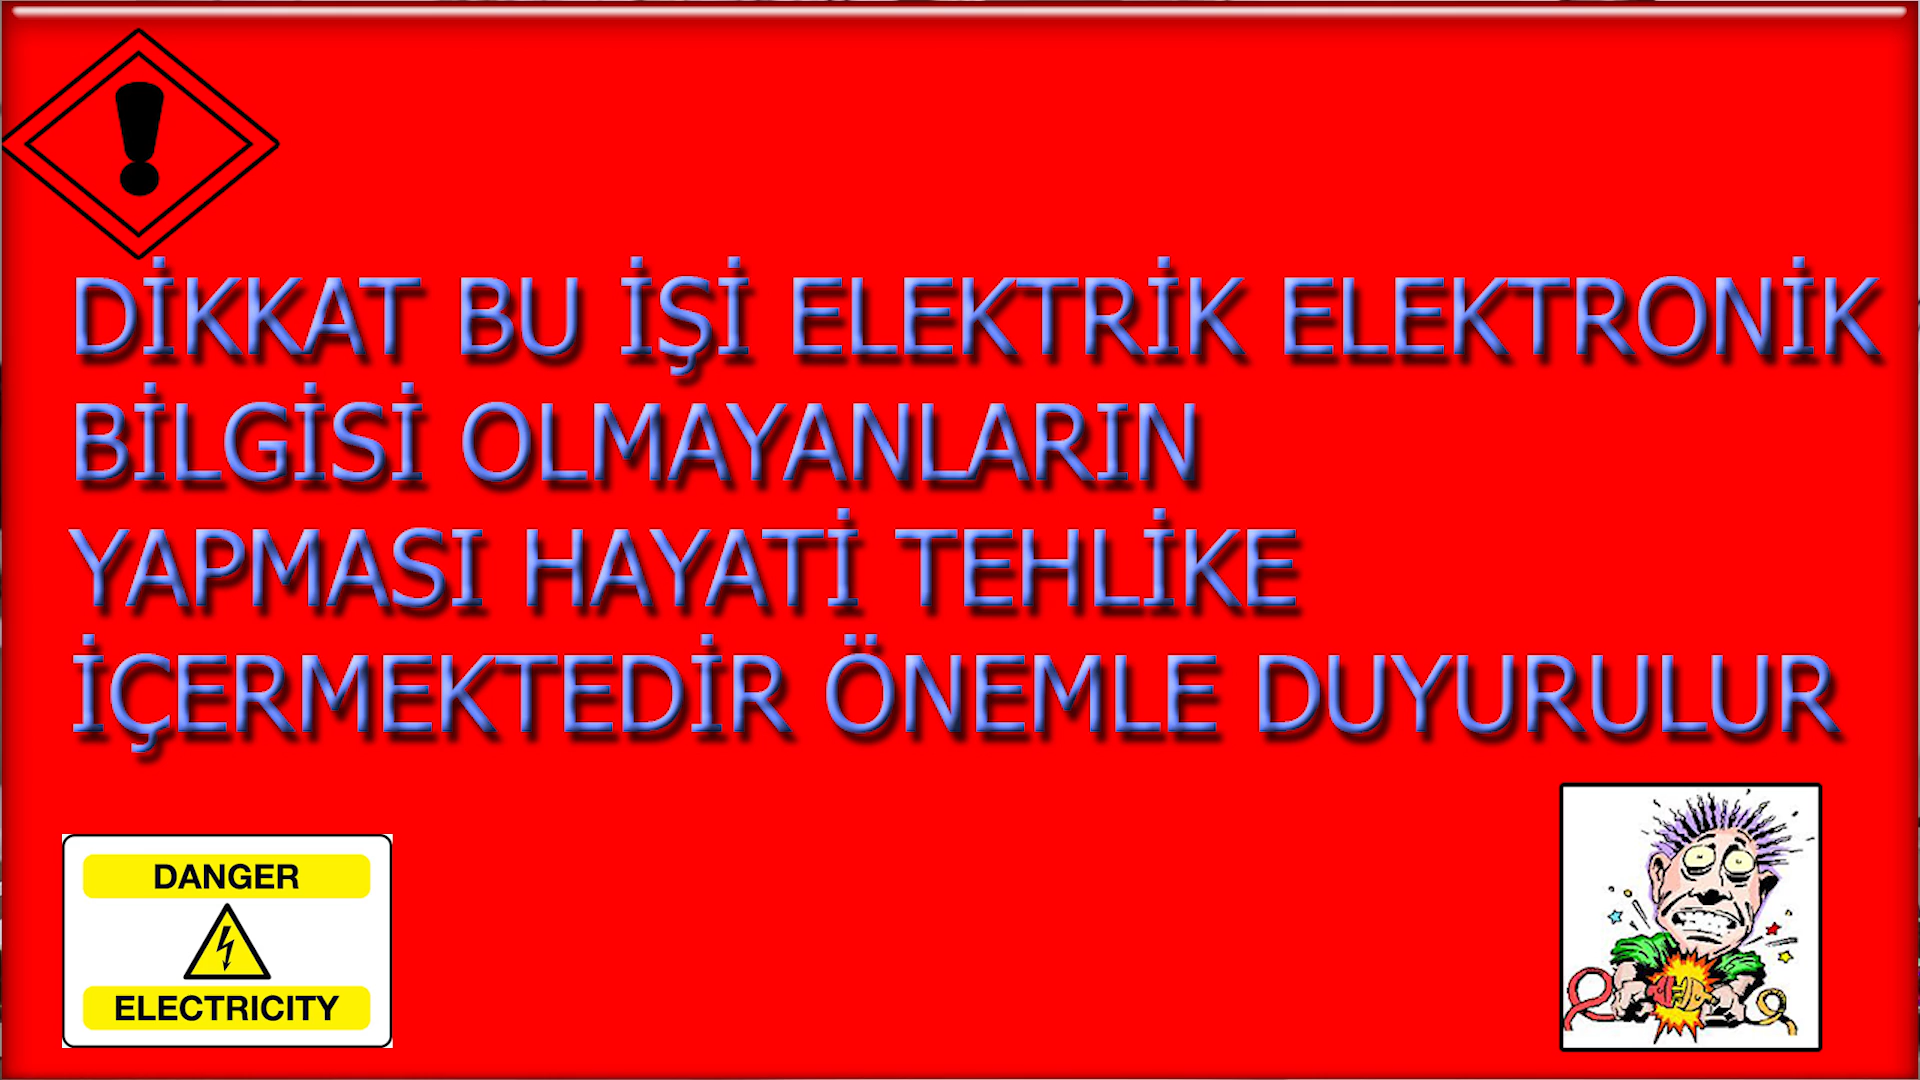 DİKKAT BU İŞİ ELEKTRİK ELEKTRONİK
BİLGİSİ OLMAYANLARIN
YAPMASI HAYATİ TEHLİKE
İÇERMEKTEDİR ÖNEMLE DUYURULUR
DANGER
ELECTRICITY